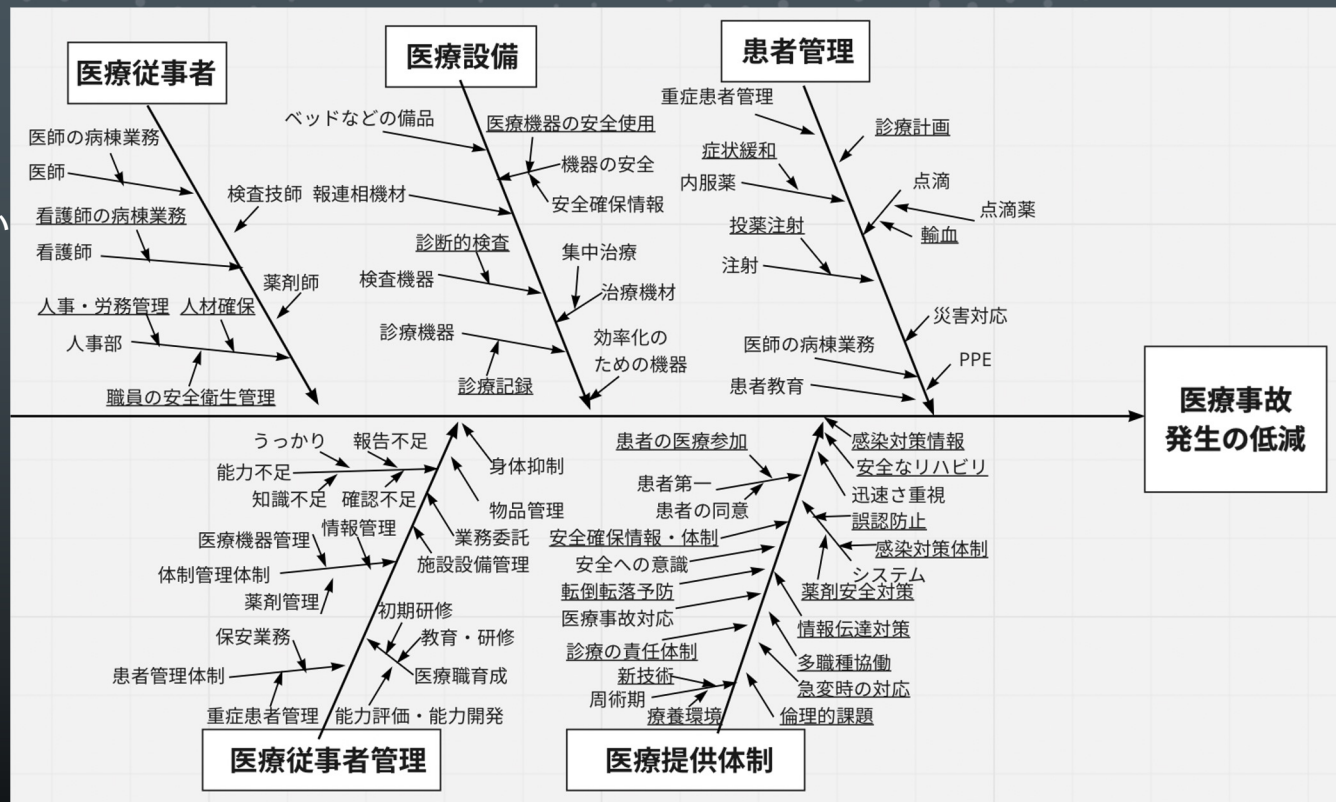 医療従事者
医師の病棟業務
医師
検査技師
看護師の病棟業務
看護師
薬剤師
人事・労務管理
人材確保
人事部
職員の安全衛生管理
医療設備
ベッドなどの備品
医療機器の安全使用
機器の安全
安全確保情報
報連相機材
診断的検査
検査機器
集中治療
治療機材
診療機器
診療記録
効率化の
ための機器
患者管理
重症患者管理
診療計画
症状緩和
内服薬
点滴
点滴薬
輸血
投薬注射
注射
災害対応
医師の病棟業務
PPE
患者教育
医療事故
発生の低減
うっかり
報告不足
能力不足
知識不足
確認不足
身体抑制
物品管理
業務委託
施設設備管理
情報管理
医療機器管理
体制管理体制
薬剤管理
初期研修
教育・研修
医療職育成
能力評価・能力開発
保安業務
患者管理体制
重症患者管理
医療従事者管理
患者の医療参加
患者第一
患者の同意
安全確保情報・体制
安全への意識
転倒転落予防
医療事故対応
診療の責任体制
新技術
周術期
療養環境
感染対策情報
安全なリハビリ
迅速さ重視
誤認防止
感染対策体制
システム
薬剤安全対策
情報伝達対策
多職種協働
急変時の対応
倫理的課題
医療提供体制